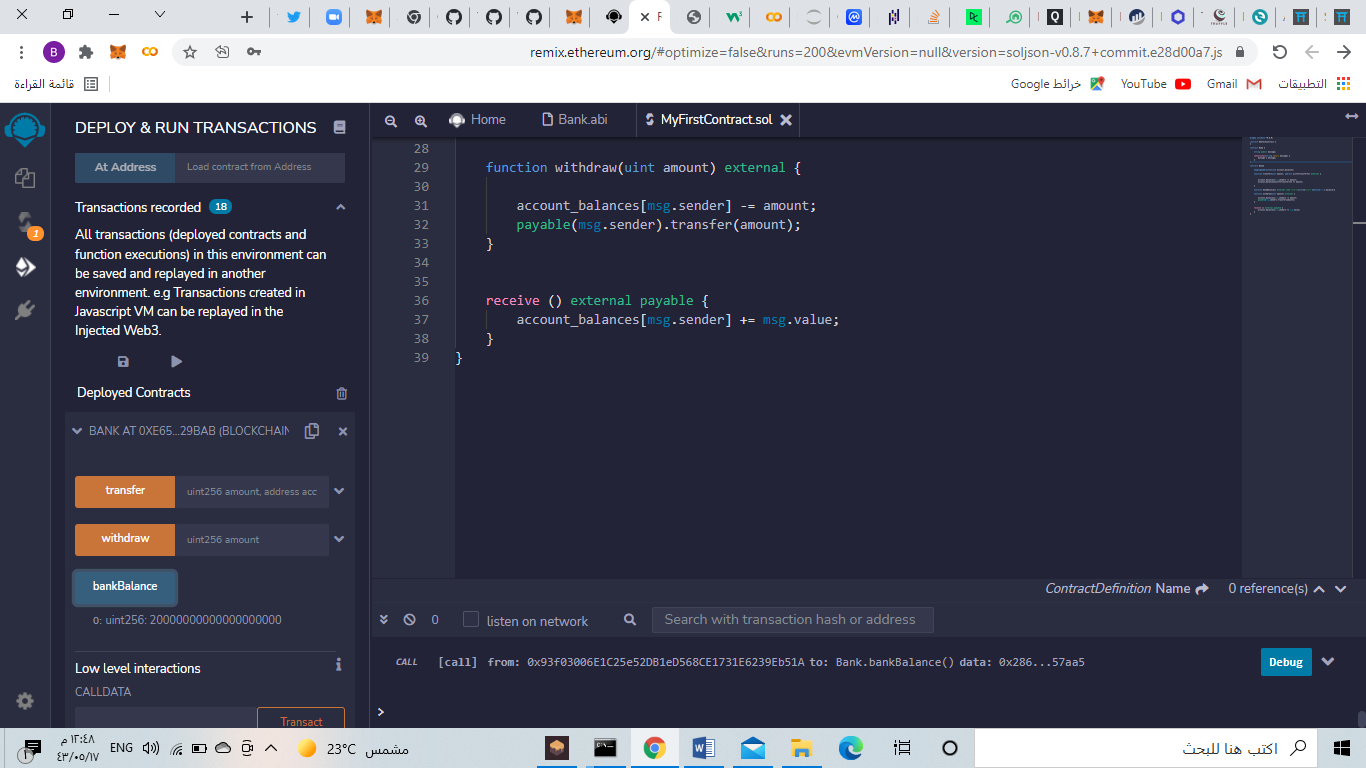 remix.ethereum.org/#optimize=false&runs=200&evmVersion=null&version=soljson-v0.8.7+commit.e28d00a7.js
B
قائمة القراءة
خرائط Google
YouTube
Gmail
التطبيقات
DEPLOY & RUN TRANSACTIONS
At Address
Load contract from Address
Transactions recorded 18
All transactions (deployed contracts and
function executions) in this environment can
be saved and replayed in another
environment. e.g Transactions created in
Javascript VM can be replayed in the
Injected Web3.
Deployed Contracts
BANK AT 0XE65...29BAB (BLOCKCHAIN
transfer
uint256 amount, address acc
withdraw
uint256 amount
bankBalance
0: uint256: 20000000000000000000
Low level interactions
CALLDATA
Transact
1
Home
Bank.abi
MyFirstContract.sol
28
29 function withdraw(uint amount) external {
30
31 account_balances[msg.sender] -= amount;
32 payable(msg.sender).transfer(amount);
33 }
34
35
36 receive () external payable {
37 account_balances[msg.sender] += msg.value;
38 }
39 }
ContractDefinition Name
0 reference(s)
0
listen on network
Search with transaction hash or address
CALL [call] from: 0x93f03006E1C25e52DB1eD568CE1731E6239Eb51A to: Bank.bankBalance() data: 0x286...57aa5
Debug
>
١٢:٤٨ م
٤٣/٠٥/١٧
ENG
23°C
مشمس
اكتب هنا للبحث